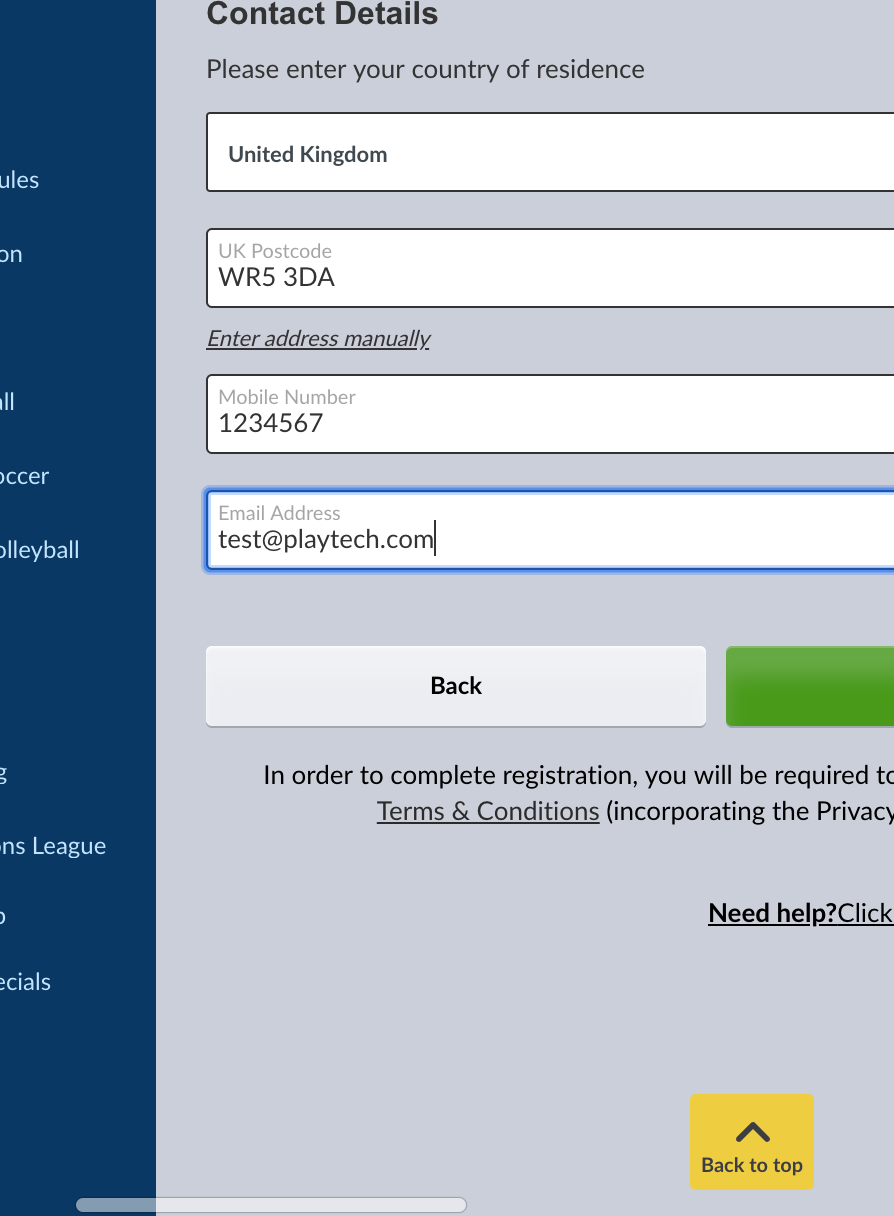 Contact Details
Please enter your country of residence
United Kingdom
UK Postcode
WR5 3DA
Enter address manually
Mobile Number
1234567
Email Address
test@playtech.com
Back
In order to complete registration, you will be required to
Terms & Conditions (incorporating the Privacy
Need help?Click
Back to top
ules
on
all
occer
olleyball
g
ons League
p
ecials